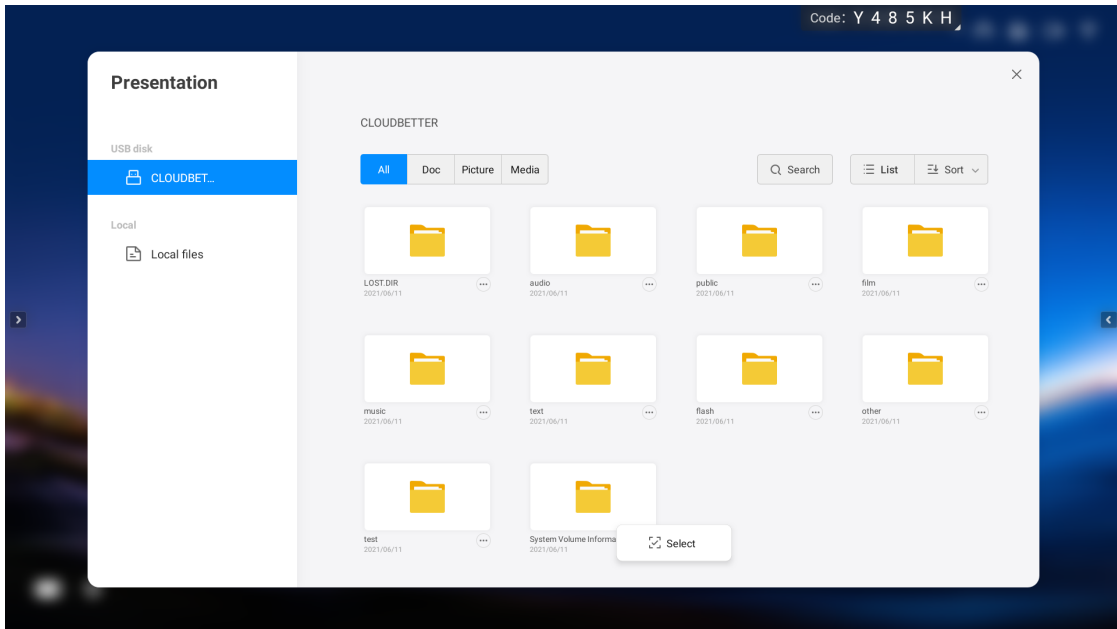 Code: Y485KH
Presentation
CLOUDBETTER
USB disk
CLOUDBET...
Local
Local files
All Doc Picture Media
Search
List Sort
LOST.DIR audio public film
2021/06/11 2021/06/11 2021/06/11 2021/06/11
music text flash other
2021/06/11 2021/06/11 2021/06/11 2021/06/11
test System Volume Informa
2021/06/11 2021/06/11
Select